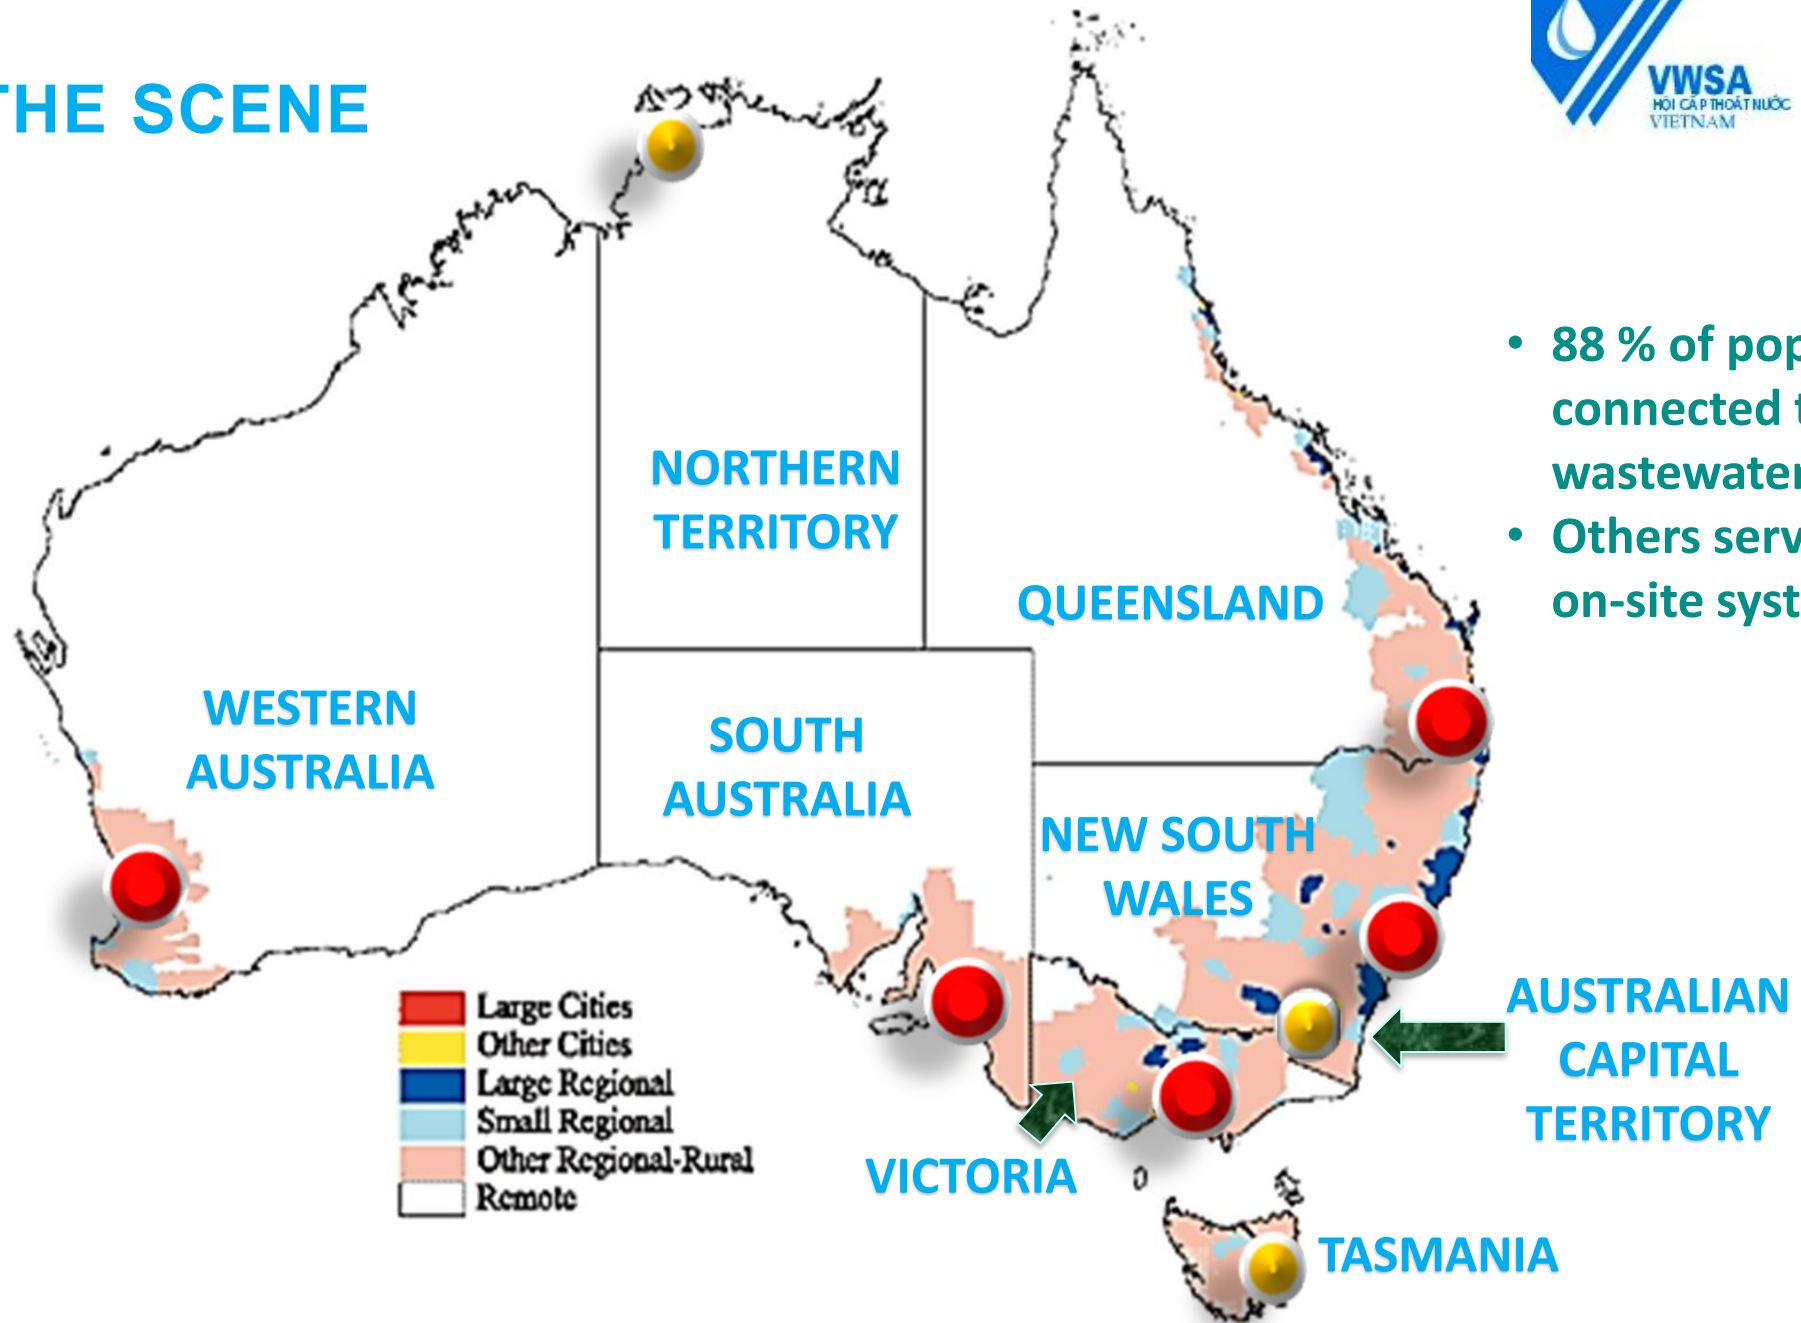 THE SCENE
VWSA
HỘI CẤP THOÁT NƯỚC
VIETNAM
• 88 % of pop
connected t
wastewater
• Others serv
on-site syst
NORTHERN
TERRITORY
QUEENSLAND
WESTERN
AUSTRALIA
SOUTH
AUSTRALIA
NEW SOUTH
WALES
AUSTRALIAN
CAPITAL
TERRITORY
Large Cities
Other Cities
Large Regional
Small Regional
Other Regional-Rural
Remote
VICTORIA
TASMANIA